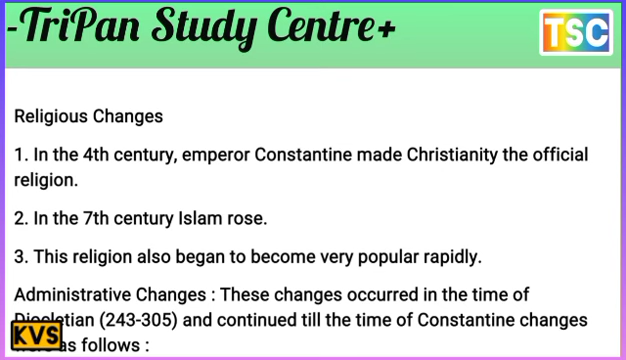 -TriPan Study Centre+
TSC
Religious Changes
1. In the 4th century, emperor Constantine made Christianity the official
religion.
2. In the 7th century Islam rose.
3. This religion also began to become very popular rapidly.
Administrative Changes : These changes occurred in the time of
Diocletian (243-305) and continued till the time of Constantine changes
KVS
as follows :